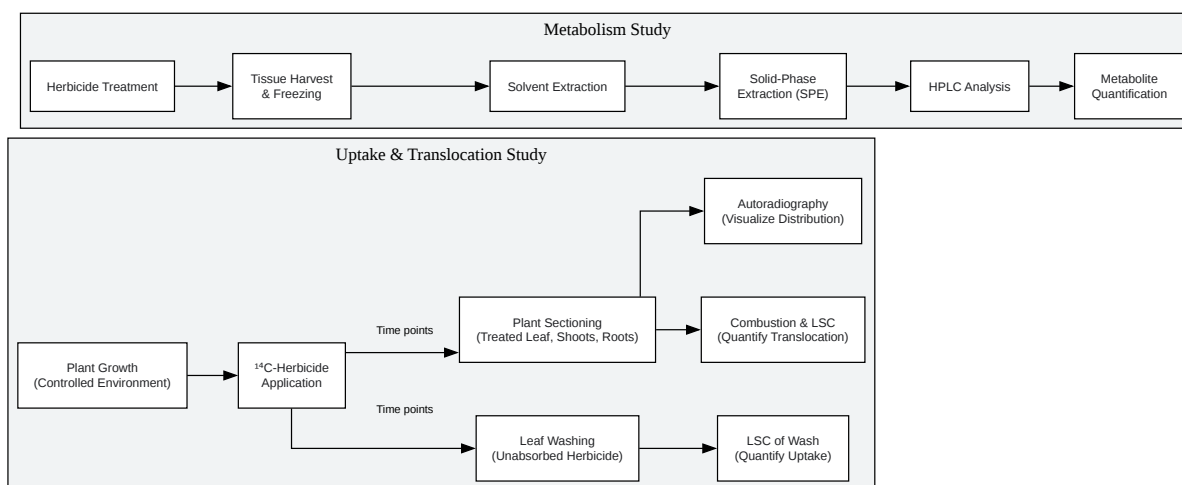 Metabolism Study
Herbicide Treatment
Tissue Harvest
& Freezing
Solvent Extraction
Solid-Phase
Extraction (SPE)
HPLC Analysis
Metabolite
Quantification
Uptake & Translocation Study
Plant Growth
(Controlled Environment)
¹⁴C-Herbicide
Application
Time points
Time points
Plant Sectioning
(Treated Leaf, Shoots, Roots)
Autoradiography
(Visualize Distribution)
Combustion & LSC
(Quantify Translocation)
Leaf Washing
(Unabsorbed Herbicide)
LSC of Wash
(Quantify Uptake)